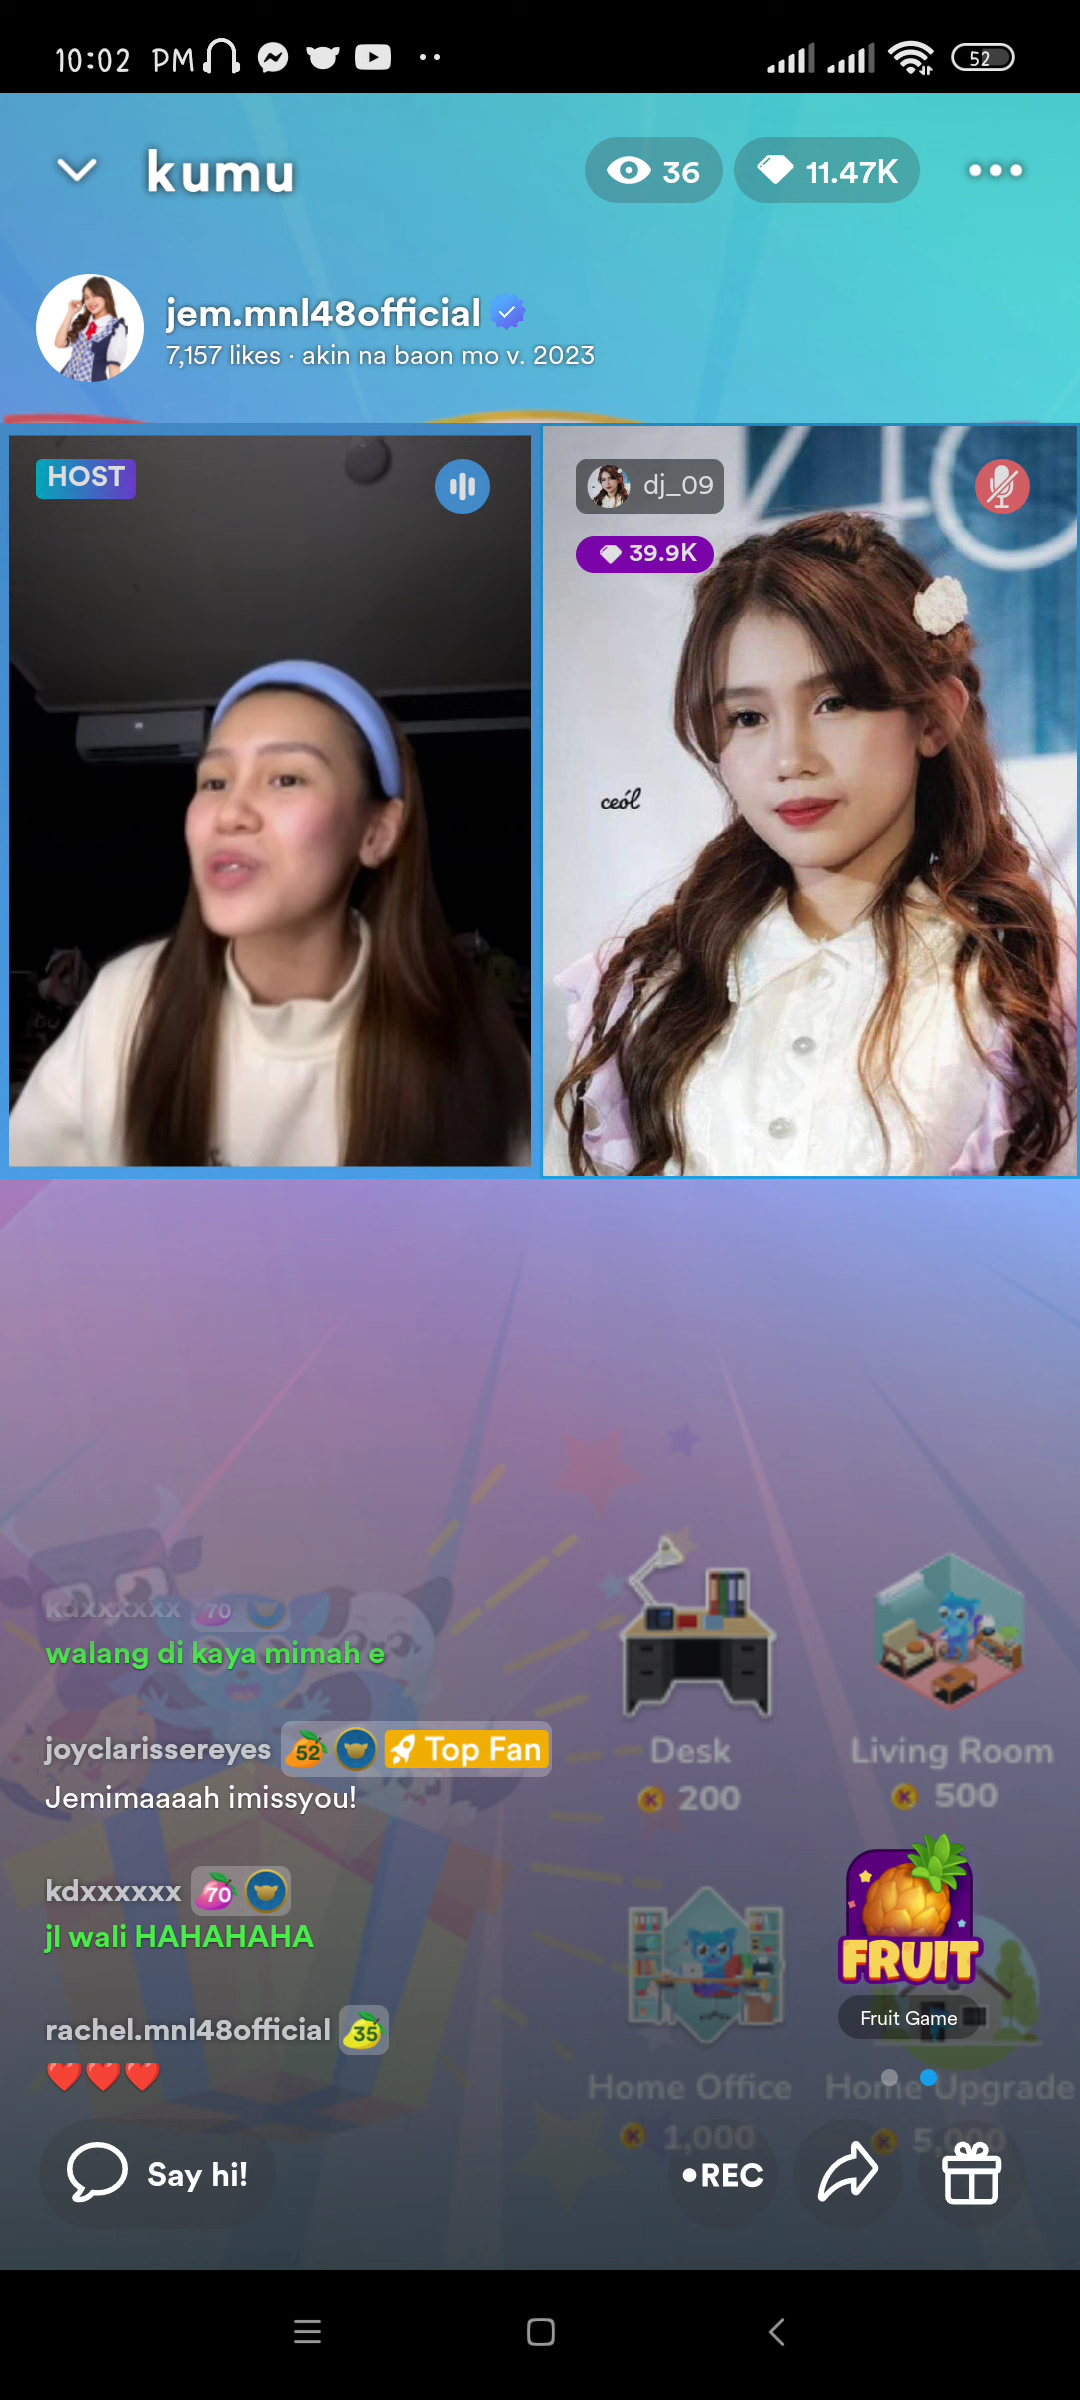 10:02 PM
52
kumu
36
11.47K
jem.mnl48official
7,157 likes · akin na baon mo v. 2023
HOST
dj_09
39.9K
ceól
kdxxxxxx 70
walang di kaya mimah e
joyclarissereyes 52 Top Fan
Jemimaaaah imissyou!
kdxxxxxx 70
jl wali HAHAHAHA
rachel.mnl48official 35
❤️❤️❤️
Desk
200
Living Room
500
FRUIT
Fruit Game
Home Office
1,000
Home Upgrade
5,000
Say hi!
•REC